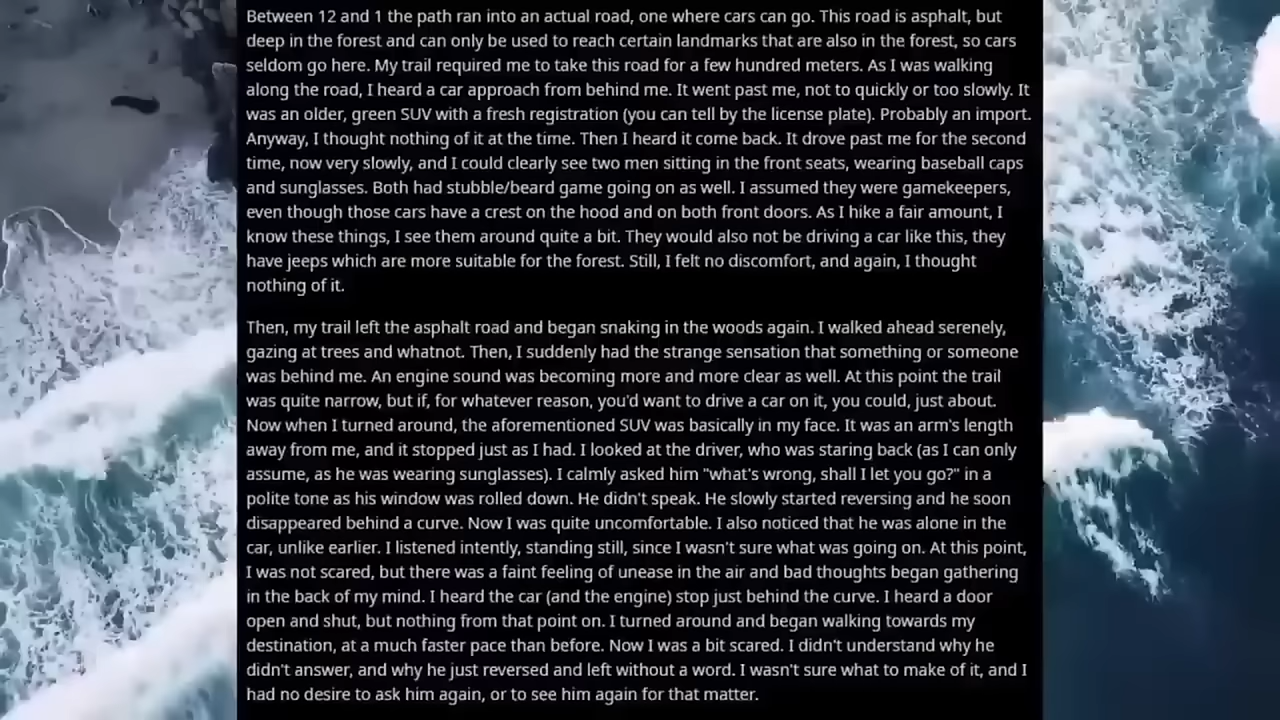 Between 12 and 1 the path ran into an actual road, one where cars can go. This road is asphalt, but
deep in the forest and can only be used to reach certain landmarks that are also in the forest, so cars
seldom go here. My trail required me to take this road for a few hundred meters. As I was walking
along the road, I heard a car approach from behind me. It went past me, not to quickly or too slowly. It
was an older, green SUV with a fresh registration (you can tell by the license plate). Probably an import.
Anyway, I thought nothing of it at the time. Then I heard it come back. It drove past me for the second
time, now very slowly, and I could clearly see two men sitting in the front seats, wearing baseball caps
and sunglasses. Both had stubble/beard game going on as well. I assumed they were gamekeepers,
even though those cars have a crest on the hood and on both front doors. As I hike a fair amount, I
know these things, I see them around quite a bit. They would also not be driving a car like this, they
have jeeps which are more suitable for the forest. Still, I felt no discomfort, and again, I thought
nothing of it.
Then, my trail left the asphalt road and began snaking in the woods again. I walked ahead serenely,
gazing at trees and whatnot. Then, I suddenly had the strange sensation that something or someone
was behind me. An engine sound was becoming more and more clear as well. At this point the trail
was quite narrow, but if, for whatever reason, you'd want to drive a car on it, you could, just about.
Now when I turned around, the aforementioned SUV was basically in my face. It was an arm's length
away from me, and it stopped just as I had. I looked at the driver, who was staring back (as I can only
assume, as he was wearing sunglasses). I calmly asked him "what's wrong, shall I let you go?" in a
polite tone as his window was rolled down. He didn't speak. He slowly started reversing and he soon
disappeared behind a curve. Now I was quite uncomfortable. I also noticed that he was alone in the
car, unlike earlier. I listened intently, standing still, since I wasn't sure what was going on. At this point,
I was not scared, but there was a faint feeling of unease in the air and bad thoughts began gathering
in the back of my mind. I heard the car (and the engine) stop just behind the curve. I heard a door
open and shut, but nothing from that point on. I turned around and began walking towards my
destination, at a much faster pace than before. Now I was a bit scared. I didn't understand why he
didn't answer, and why he just reversed and left without a word. I wasn't sure what to make of it, and I
had no desire to ask him again, or to see him again for that matter.